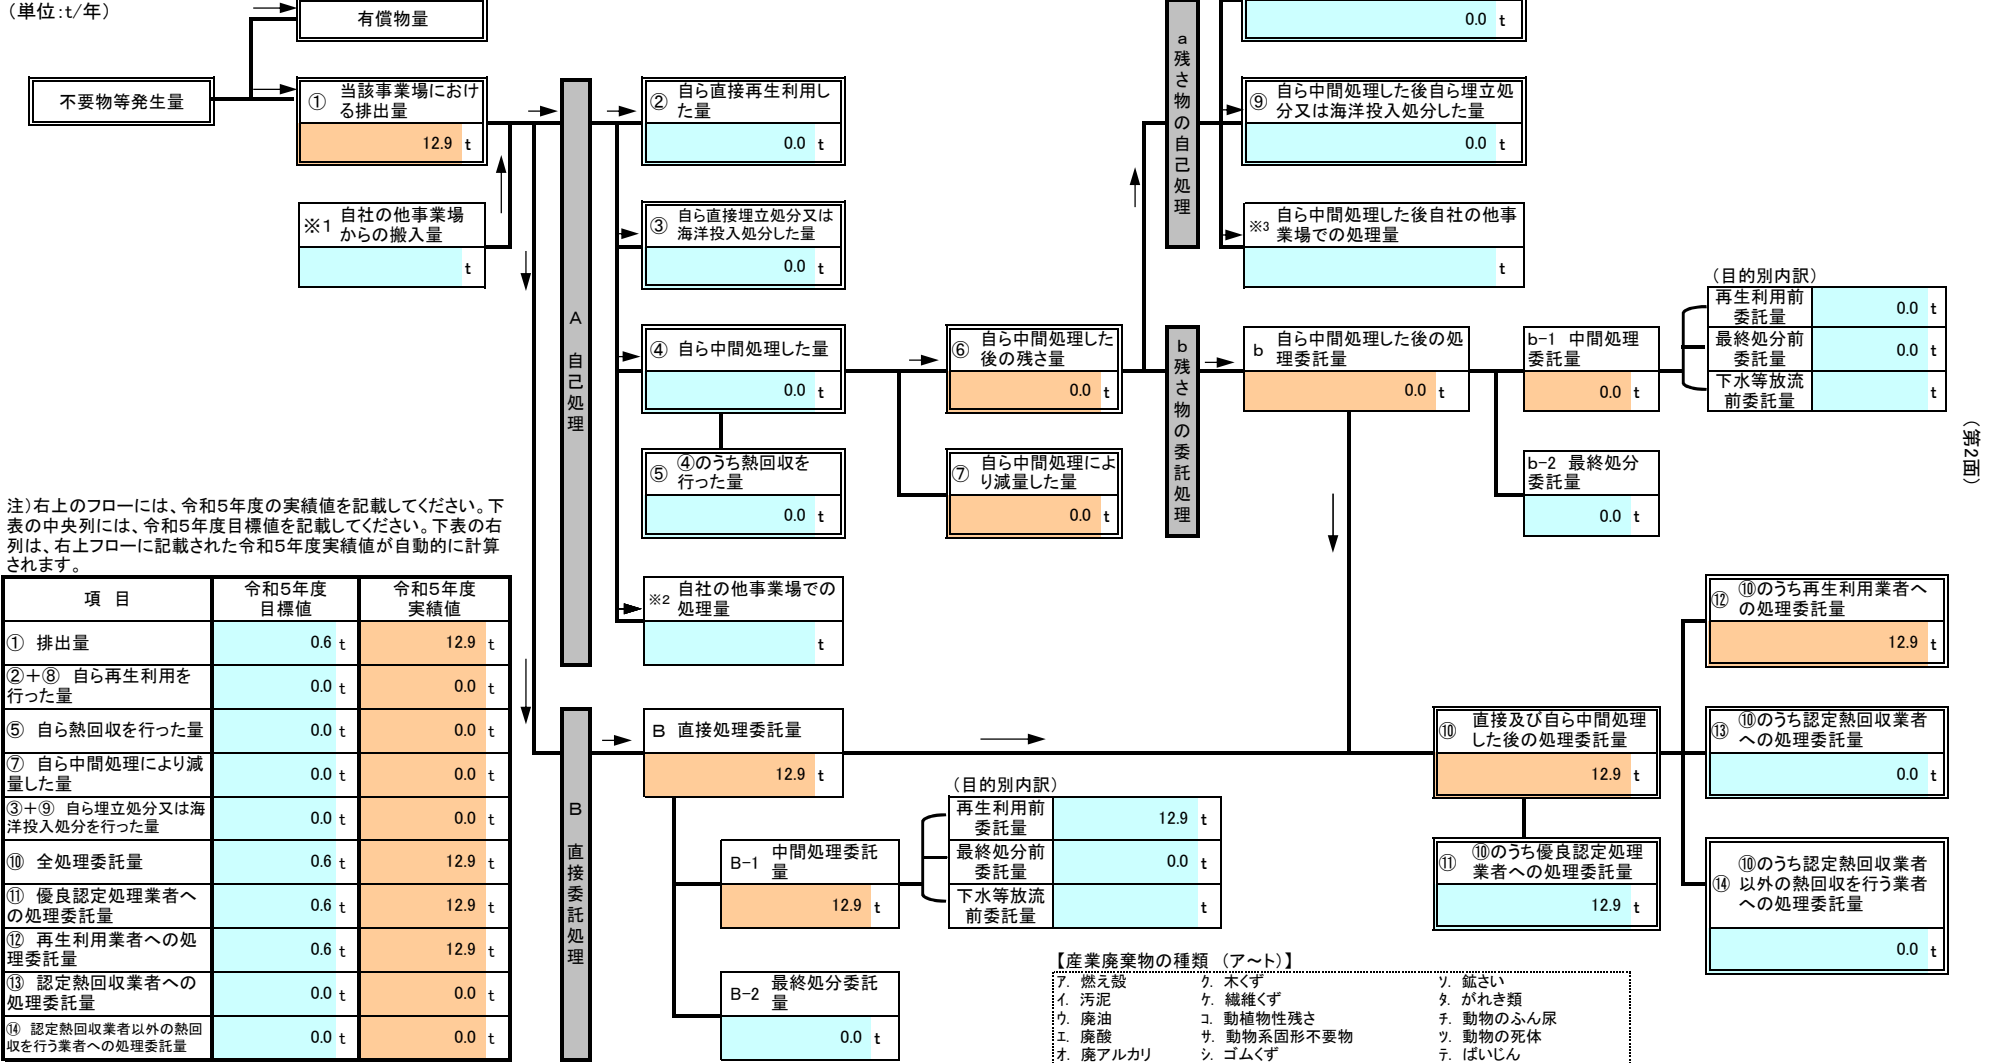 （単位：t/年）
有償物量
不要物等発生量
① 当該事業場におけ
る排出量
12.9 t
※1 自社の他事業場
からの搬入量
t
A 自己処理
② 自ら直接再生利用し
た量
0.0 t
③ 自ら直接埋立処分又は
海洋投入処分した量
0.0 t
④ 自ら中間処理した量
0.0 t
⑤ ④のうち熱回収を
行った量
0.0 t
※2 自社の他事業場での
処理量
t
⑥ 自ら中間処理した
後の残さ量
0.0 t
⑦ 自ら中間処理によ
り減量した量
0.0 t
a 残さ物の自己処理
0.0 t
⑨ 自ら中間処理した後自ら埋立処
分又は海洋投入処分した量
0.0 t
※3 自ら中間処理した後自社の他事
業場での処理量
t
b 残さ物の委託処理
b 自ら中間処理した後の処
理委託量
0.0 t
b-1 中間処理
委託量
0.0 t
（目的別内訳）
再生利用前
委託量
0.0 t
最終処分前
委託量
0.0 t
下水等放流
前委託量
t
b-2 最終処分
委託量
0.0 t
（第2面）
注）右上のフローには、令和５年度の実績値を記載してください。下
表の中央列には、令和５年度目標値を記載してください。下表の右
列は、右上フローに記載された令和５年度実績値が自動的に計算
されます。
項 目 令和5年度
目標値 令和5年度
実績値
① 排出量 0.6 t 12.9 t
②＋⑧ 自ら再生利用を
行った量 0.0 t 0.0 t
⑤ 自ら熱回収を行った量 0.0 t 0.0 t
⑦ 自ら中間処理により減
量した量 0.0 t 0.0 t
③＋⑨ 自ら埋立処分又は海
洋投入処分を行った量 0.0 t 0.0 t
⑩ 全処理委託量 0.6 t 12.9 t
⑪ 優良認定処理業者へ
の処理委託量 0.6 t 12.9 t
⑫ 再生利用業者への処
理委託量 0.6 t 12.9 t
⑬ 認定熱回収業者への
処理委託量 0.0 t 0.0 t
⑭ 認定熱回収業者以外の熱回
収を行う業者への処理委託量 0.0 t 0.0 t
B 直接委託処理
B 直接処理委託量
12.9 t
B-1 中間処理委託
量
12.9 t
（目的別内訳）
再生利用前
委託量
12.9 t
最終処分前
委託量
0.0 t
下水等放流
前委託量
t
B-2 最終処分委託
量
0.0 t
⑩ 直接及び自ら中間処理
した後の処理委託量
12.9 t
⑪ ⑩のうち優良認定処理
業者への処理委託量
12.9 t
⑫ ⑩のうち再生利用業者へ
の処理委託量
12.9 t
⑬ ⑩のうち認定熱回収業者
への処理委託量
0.0 t
⑭ ⑩のうち認定熱回収業者
以外の熱回収を行う業者
への処理委託量
0.0 t
【産業廃棄物の種類 （ア〜ト）】
ア. 燃え殻 ク. 木くず ソ. 鉱さい
イ. 汚泥 ケ. 繊維くず タ. がれき類
ウ. 廃油 コ. 動植物性残さ チ. 動物のふん尿
エ. 廃酸 サ. 動物系固形不要物 ツ. 動物の死体
オ. 廃アルカリ シ. ゴムくず テ. ばいじん